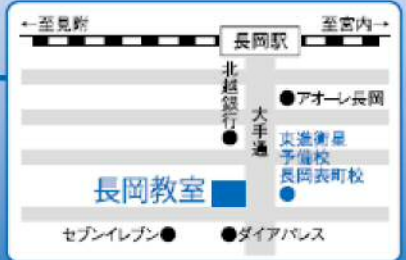 ←至見附
至宮内→
長岡駅
北越銀行
大手通
アオーレ長岡
東進衛星
予備校
長岡表町校
長岡教室
セブンイレブン
ダイアパレス